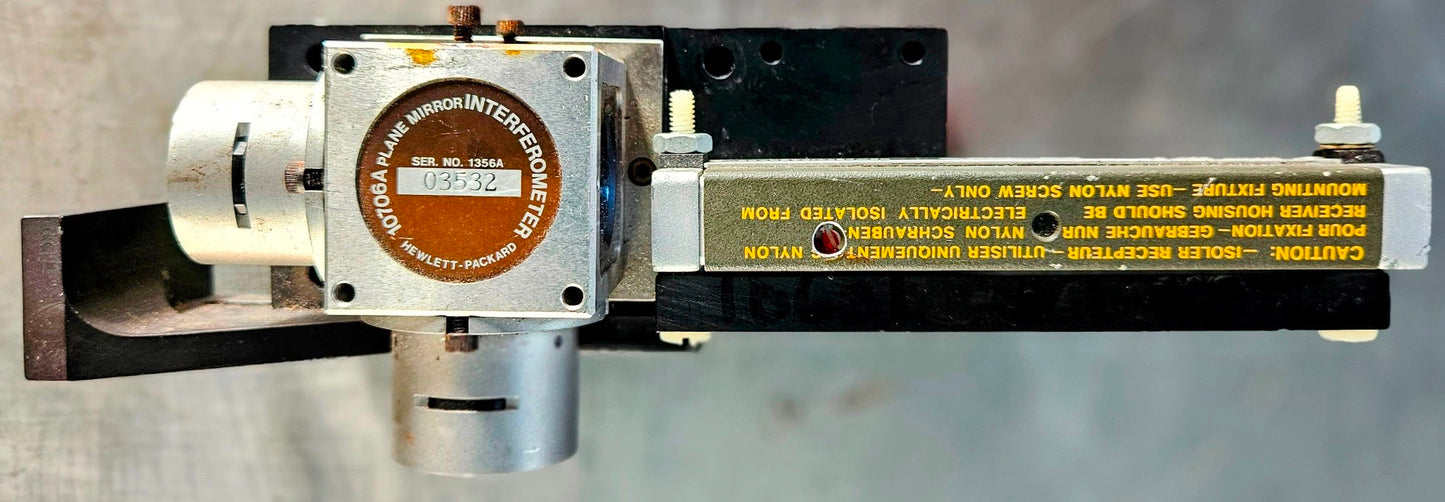 10706A PLANE MIRROR INTERFEROMETER
SER. NO. 1356A
03532
HEWLETT-PACKARD
CAUTION: —ISOLER RECEPTEUR—UTILISER UNIQUEMENT NYLON
POUR FIXATION—GEBRAUCHE NUR NYLON SCHRAUBEN
RECEIVER HOUSING SHOULD BE ELECTRICALLY ISOLATED FROM
MOUNTING FIXTURE—USE NYLON SCREW ONLY—